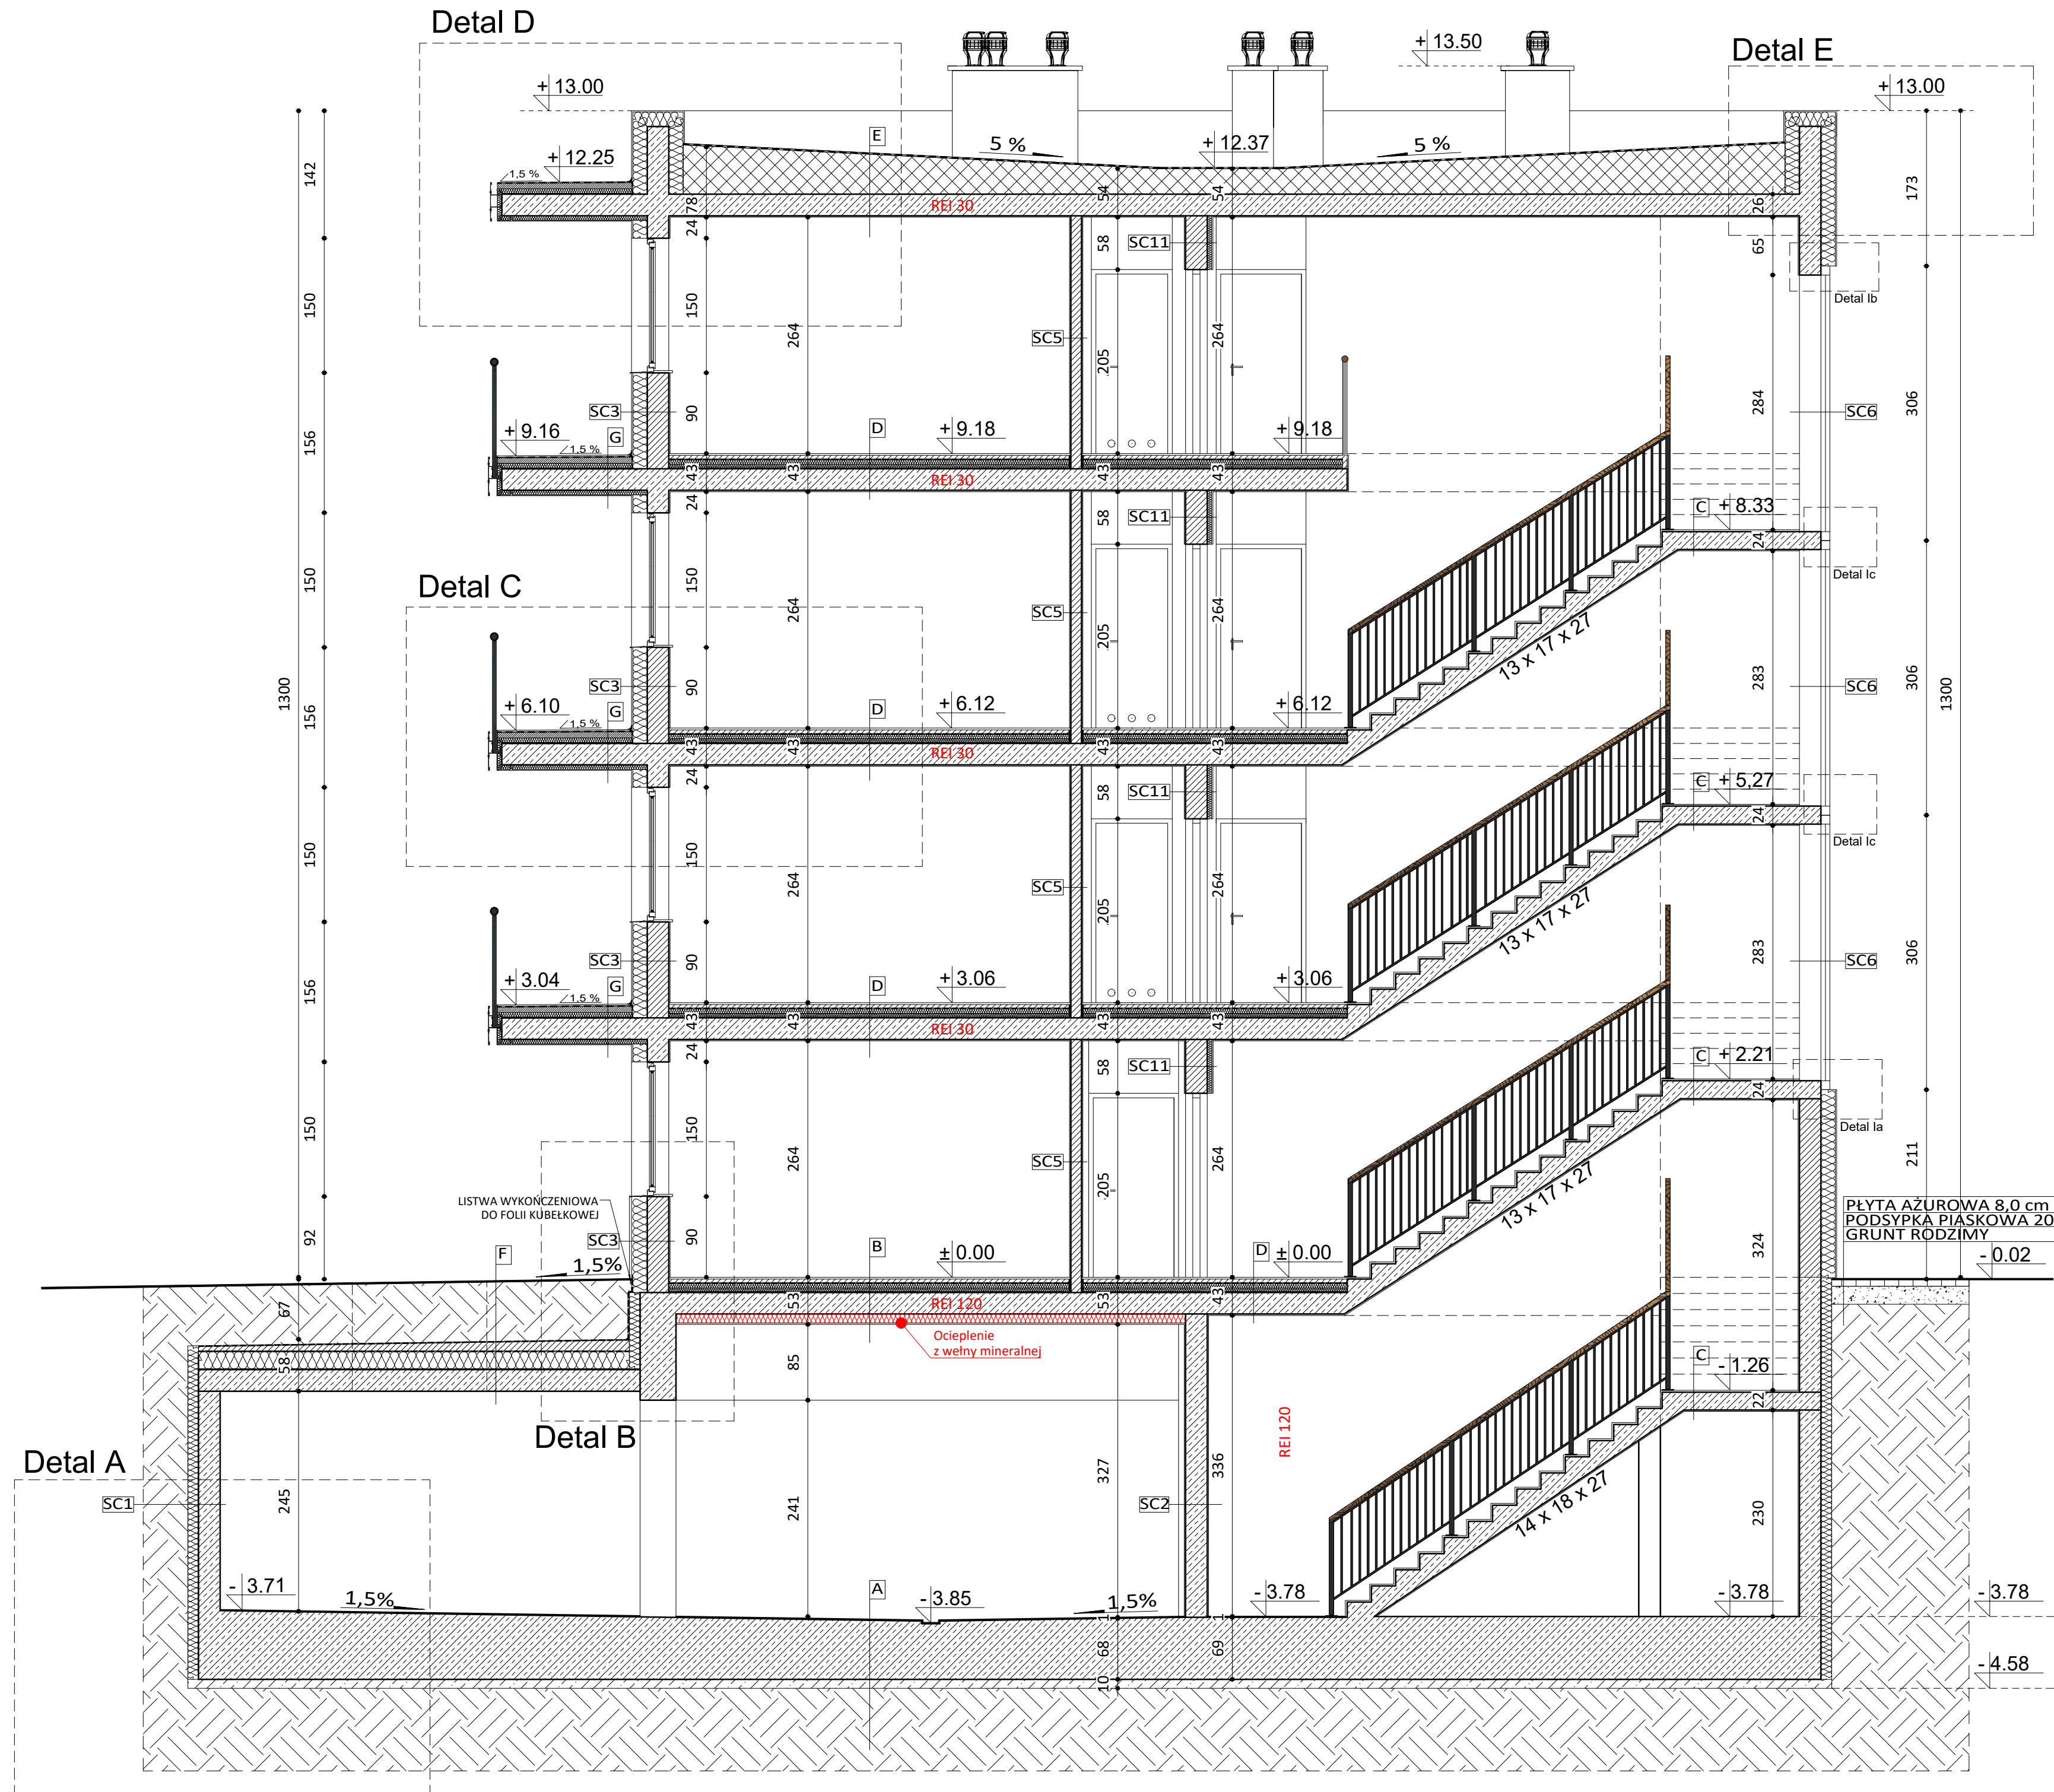 Detal D
Detal E
+ 13.50
+ 13.00
+ 13.00
E
5 %
+ 12.37
5 %
+ 12.25
1,5 %
142
78
REI 30
54
54
26
173
24
58
SC11
65
Detal Ib
150
150
264
SC5
205
264
SC3
90
284
SC6
306
+ 9.16
G
D
+ 9.18
+ 9.18
156
1,5 %
43
43
REI 30
43
43
24
58
SC11
C
+ 8.33
24
Detal Ic
Detal C
150
150
264
SC5
205
264
13 x 17 x 27
1300
SC3
90
283
SC6
306
1300
+ 6.10
G
D
+ 6.12
+ 6.12
156
1,5 %
43
43
REI 30
43
43
24
58
SC11
C
+ 5,27
24
Detal Ic
150
150
264
SC5
205
264
13 x 17 x 27
SC3
90
283
SC6
306
+ 3.04
G
D
+ 3.06
+ 3.06
156
1,5 %
43
43
REI 30
43
43
24
58
SC11
C
+ 2.21
24
Detal Ia
150
150
264
SC5
205
264
13 x 17 x 27
211
LISTWA WYKOŃCZENIOWA
DO FOLII KUBEŁKOWEJ
PŁYTA AŻUROWA 8,0 cm
PODSYPKA PIASKOWA 20
GRUNT RODZIMY
92
SC3
90
F
B
± 0.00
D
± 0.00
324
- 0.02
1,5%
67
53
REI 120
53
43
Ocieplenie
z wełny mineralnej
58
85
C
- 1.26
22
Detal B
REI 120
Detal A
SC1
245
241
327
SC2
336
14 x 18 x 27
230
- 3.71
1,5%
A
- 3.85
1,5%
- 3.78
- 3.78
- 3.78
1
1
68
69
10
- 4.58